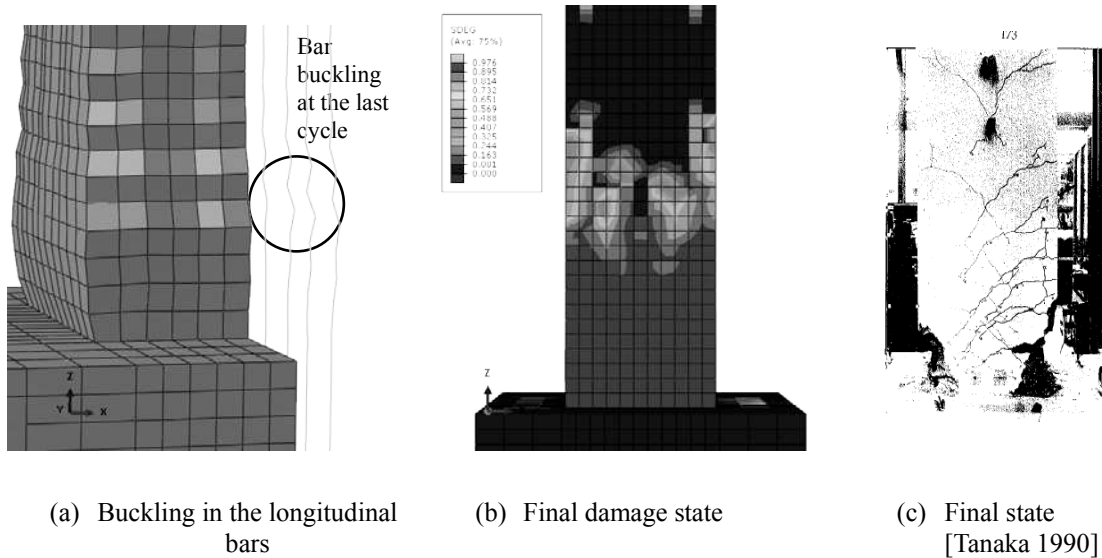 Bar
buckling
at the last
cycle
Z
Y
X
SDEG
(Avg: 75%)
0.976
0.895
0.814
0.732
0.651
0.569
0.488
0.407
0.325
0.244
0.163
0.081
0.000
Z
1/3
(a) Buckling in the longitudinal
bars
(b) Final damage state
(c) Final state
[Tanaka 1990]